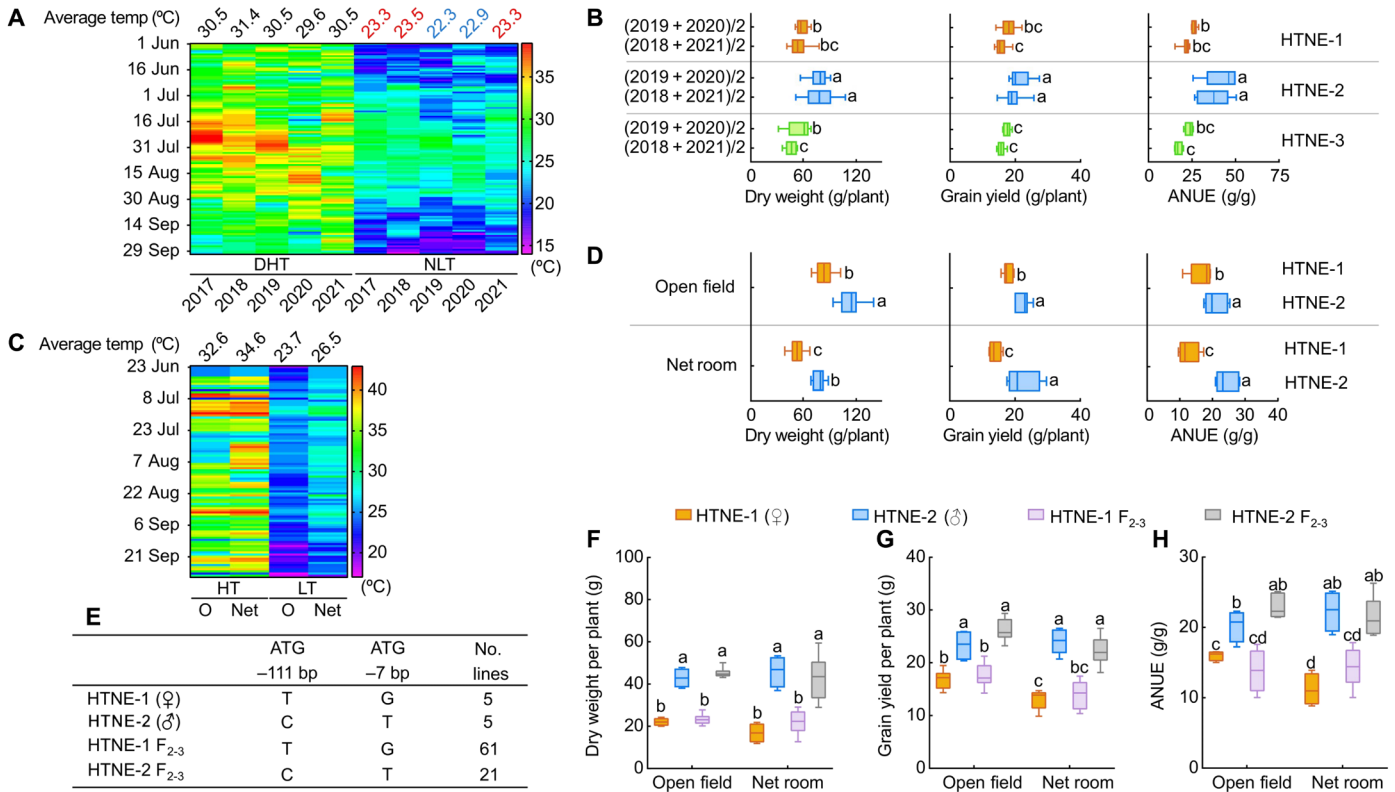 A
Average temp (ºC)
30.5 31.4 30.5 29.6 30.5 23.3 23.5 22.3 22.9 23.3
1 Jun
16 Jun
1 Jul
16 Jul
31 Jul
15 Aug
30 Aug
14 Sep
29 Sep
35
30
25
20
15
(ºC)
DHT NLT
2017 2018 2019 2020 2021 2017 2018 2019 2020 2021
B
(2019 + 2020)/2 b bc b
(2018 + 2021)/2 bc c bc
HTNE-1
(2019 + 2020)/2 a a a
(2018 + 2021)/2 a a a
HTNE-2
(2019 + 2020)/2 b c bc
(2018 + 2021)/2 c c c
HTNE-3
0 60 120 0 20 40 0 25 50 75
Dry weight (g/plant) Grain yield (g/plant) ANUE (g/g)
C
Average temp (ºC)
32.6 34.6 23.7 26.5
23 Jun
8 Jul
23 Jul
7 Aug
22 Aug
6 Sep
21 Sep
40
35
30
25
20
(ºC)
HT LT
O Net O Net
D
Open field
b b b HTNE-1
a a a HTNE-2
Net room
c c c HTNE-1
b a a HTNE-2
0 60 120 0 20 40 0 10 20 30 40
Dry weight (g/plant) Grain yield (g/plant) ANUE (g/g)
E
ATG ATG No.
–111 bp –7 bp lines
HTNE-1 (♀) T G 5
HTNE-2 (♂) C T 5
HTNE-1 F2-3 T G 61
HTNE-2 F2-3 C T 21
HTNE-1 (♀) HTNE-2 (♂) HTNE-1 F2-3 HTNE-2 F2-3
F
Dry weight per plant (g)
100
80
60
40
20
0
b a b a b a b a
Open field Net room
G
Grain yield per plant (g)
40
30
20
10
0
b a b a c a bc a
Open field Net room
H
ANUE (g/g)
30
20
10
0
c b cd ab d ab cd ab
Open field Net room